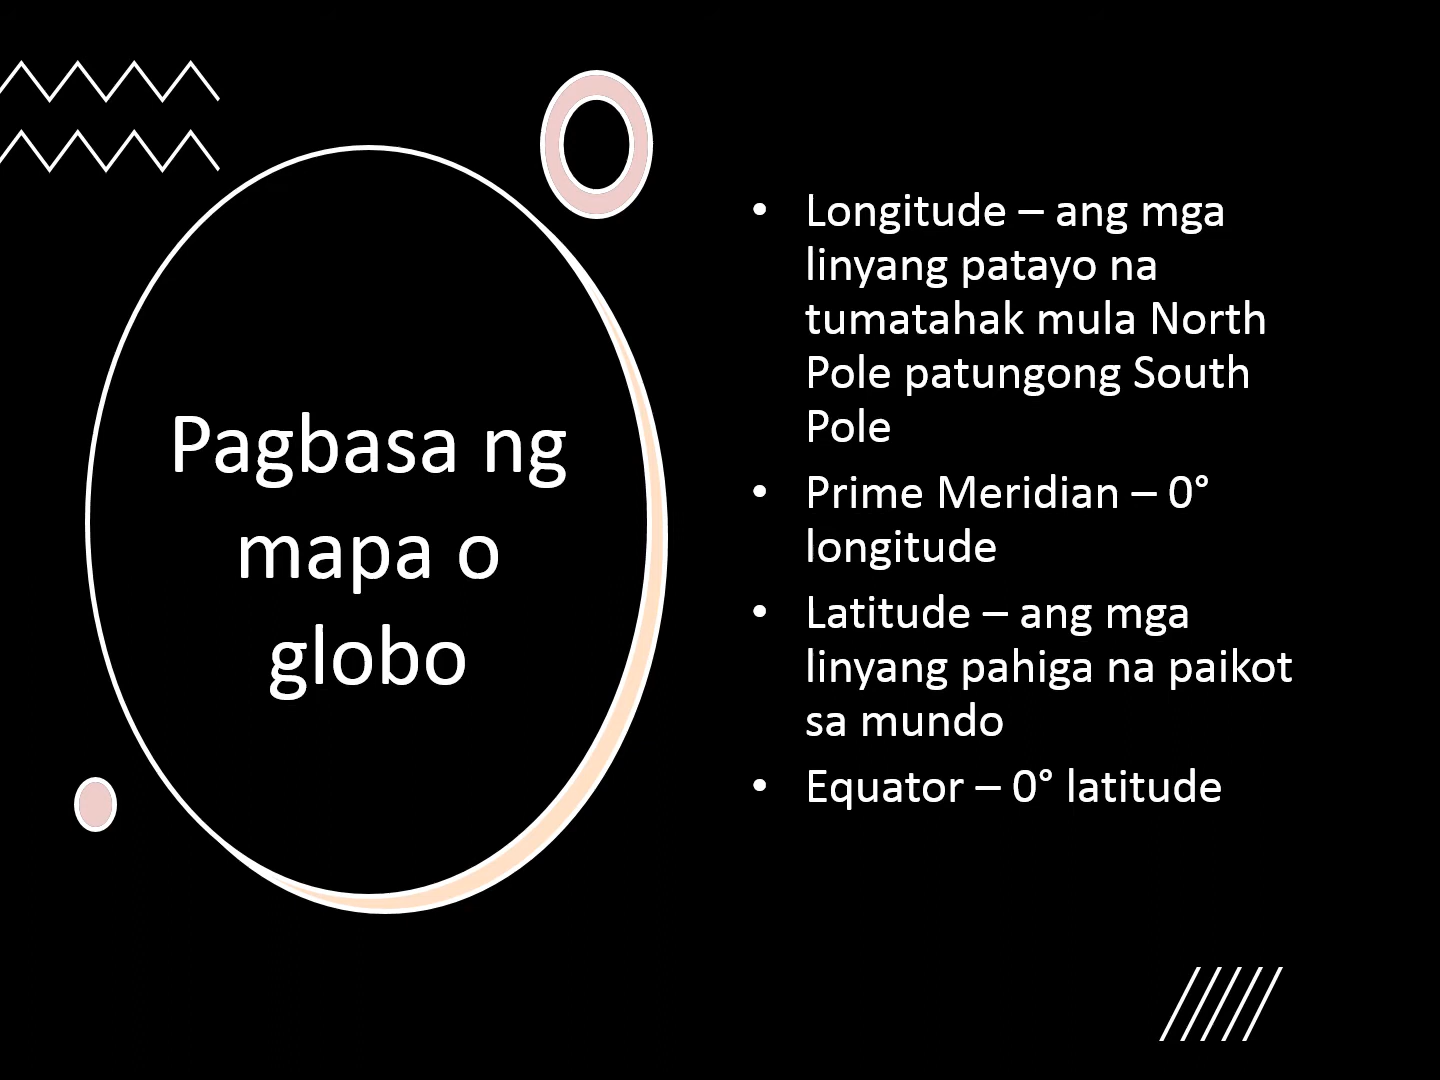 Pagbasa ng
mapa o
globo
• Longitude – ang mga
linyang patayo na
tumatahak mula North
Pole patungong South
Pole
• Prime Meridian – 0°
longitude
• Latitude – ang mga
linyang pahiga na paikot
sa mundo
• Equator – 0° latitude